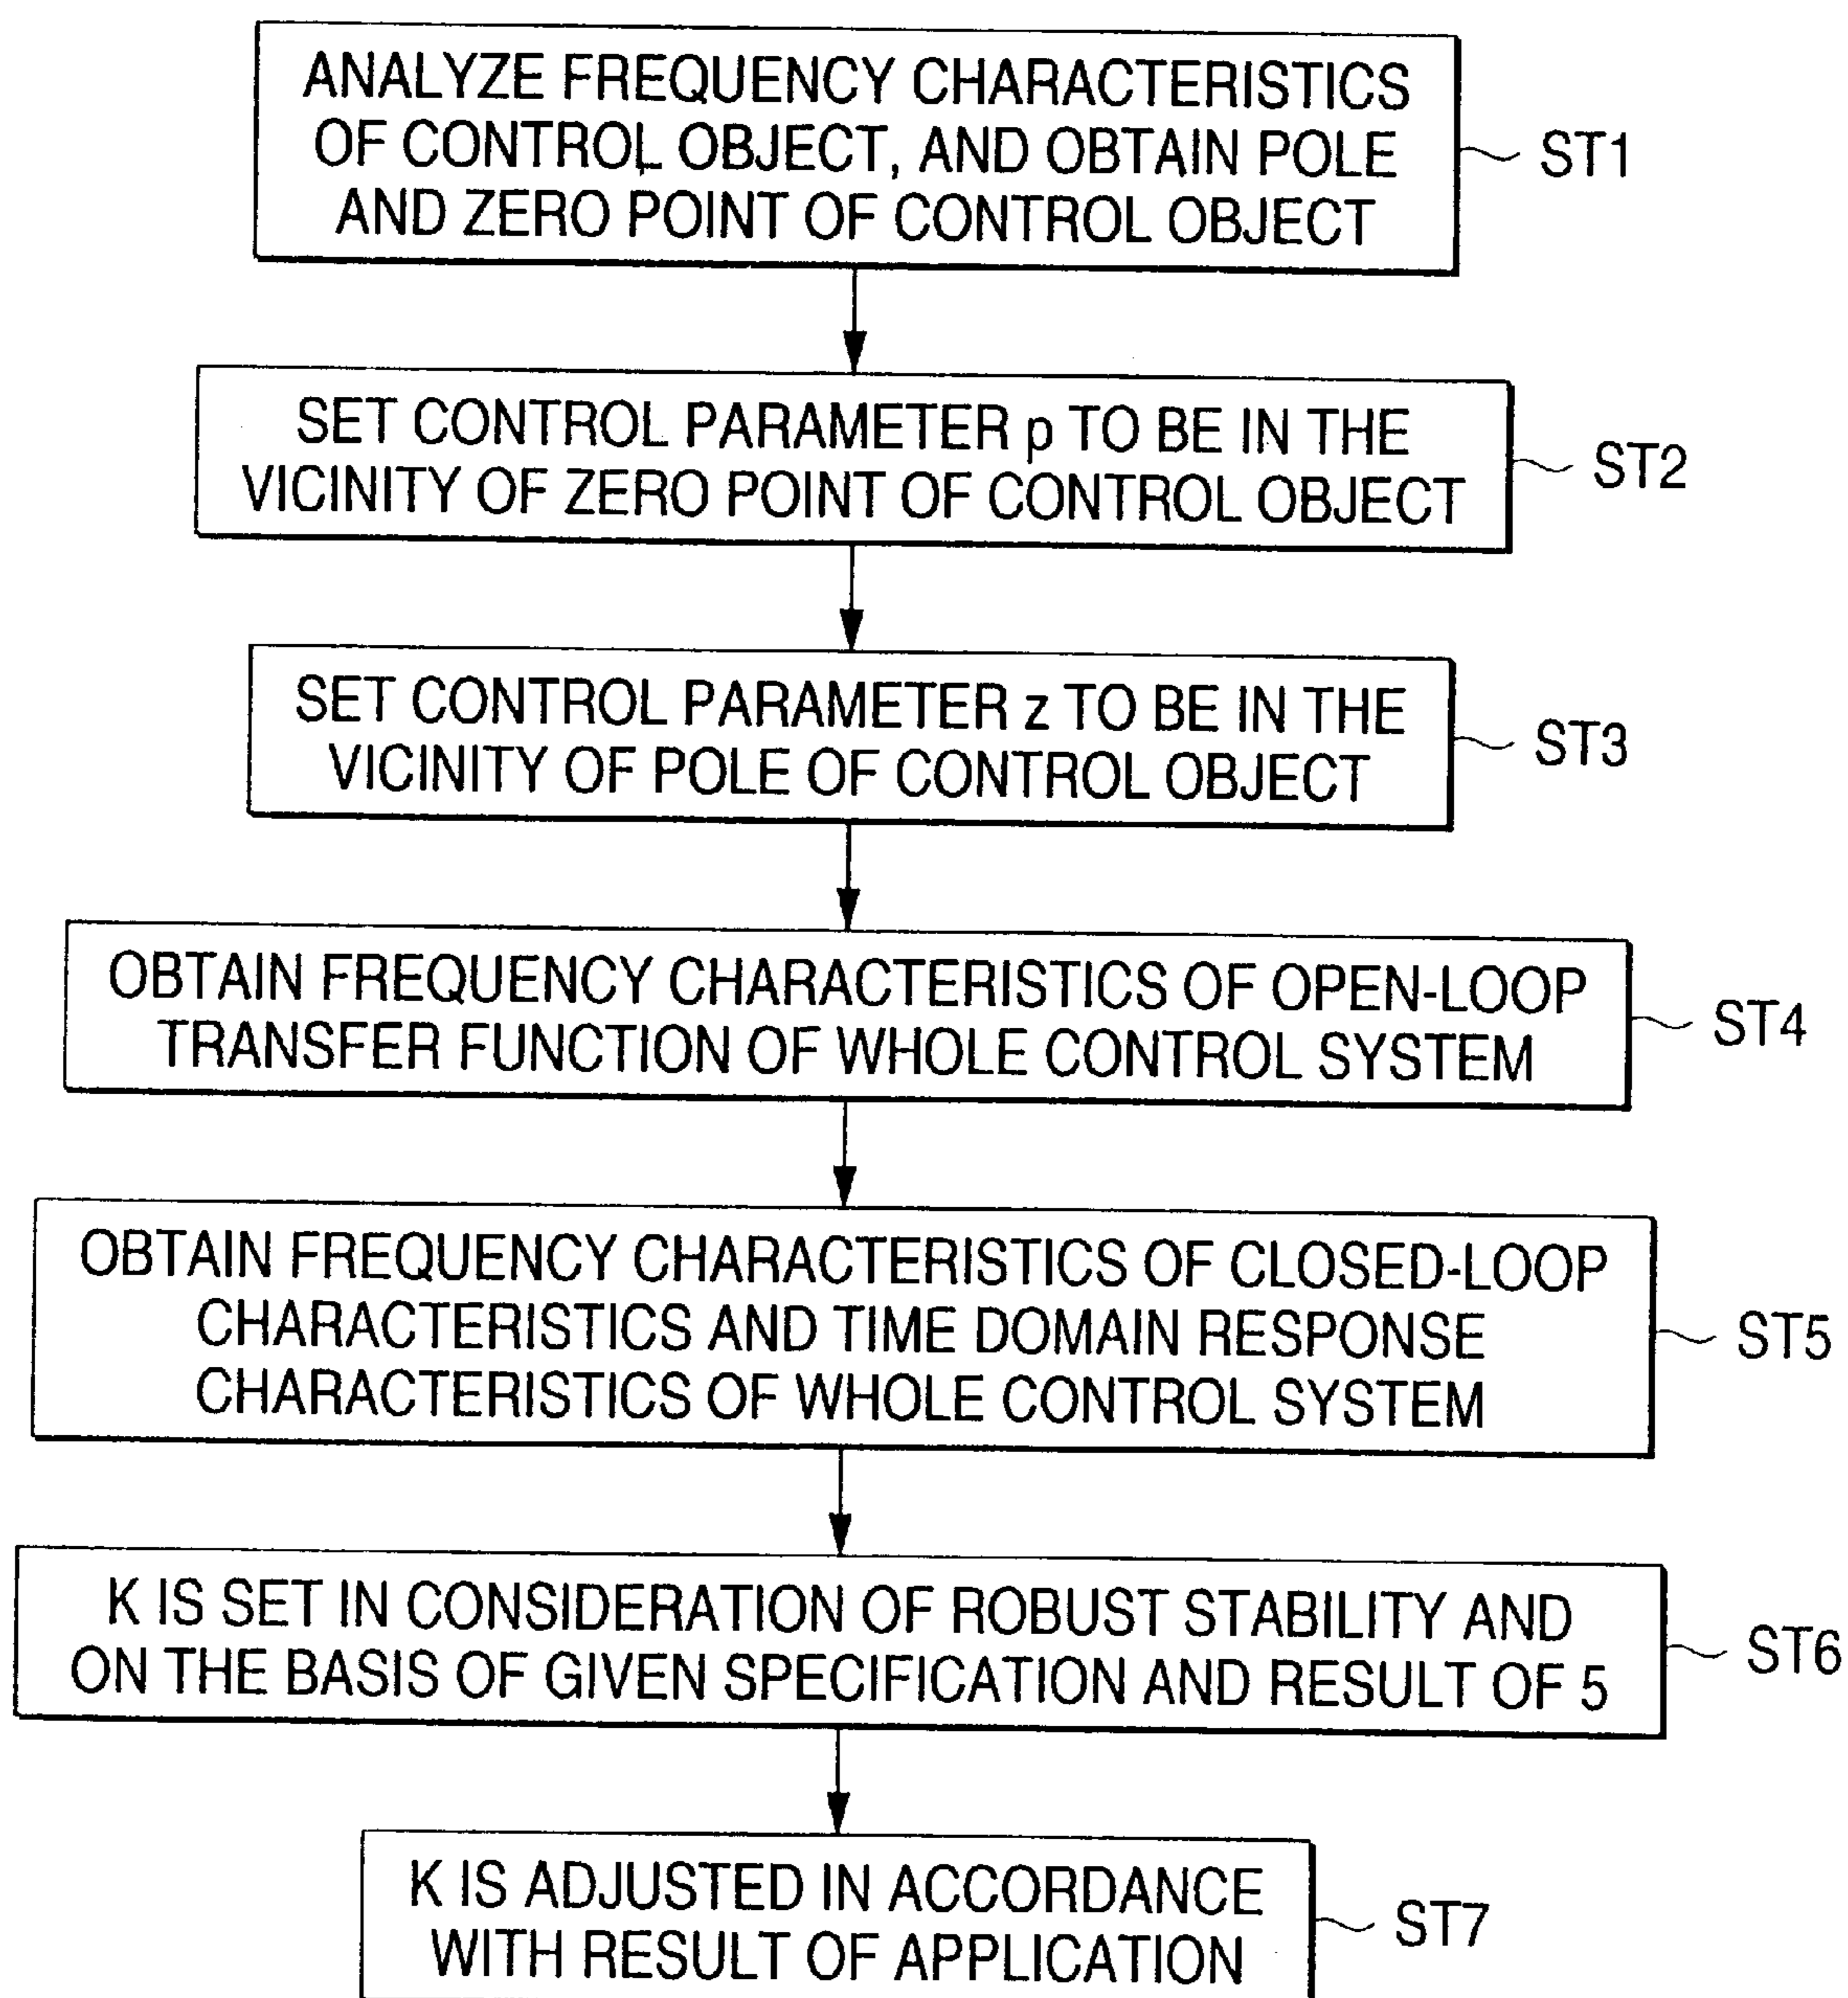 ANALYZE FREQUENCY CHARACTERISTICS
OF CONTROL OBJECT, AND OBTAIN POLE
AND ZERO POINT OF CONTROL OBJECT
ST1
SET CONTROL PARAMETER p TO BE IN THE
VICINITY OF ZERO POINT OF CONTROL OBJECT
ST2
SET CONTROL PARAMETER z TO BE IN THE
VICINITY OF POLE OF CONTROL OBJECT
ST3
OBTAIN FREQUENCY CHARACTERISTICS OF OPEN-LOOP
TRANSFER FUNCTION OF WHOLE CONTROL SYSTEM
ST4
OBTAIN FREQUENCY CHARACTERISTICS OF CLOSED-LOOP
CHARACTERISTICS AND TIME DOMAIN RESPONSE
CHARACTERISTICS OF WHOLE CONTROL SYSTEM
ST5
K IS SET IN CONSIDERATION OF ROBUST STABILITY AND
ON THE BASIS OF GIVEN SPECIFICATION AND RESULT OF 5
ST6
K IS ADJUSTED IN ACCORDANCE
WITH RESULT OF APPLICATION
ST7